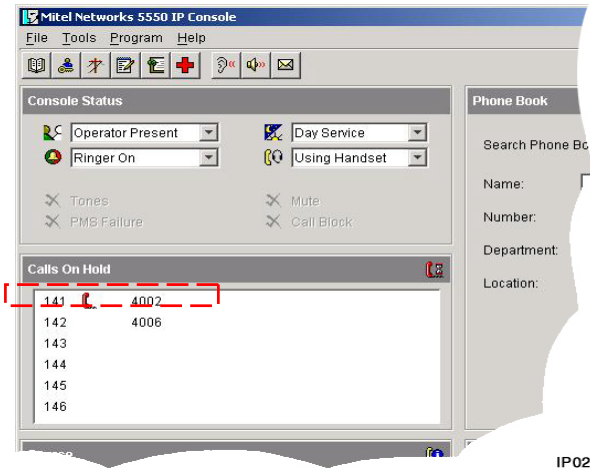 Mitel Networks 5550 IP Console
File Tools Program Help
Console Status
Operator Present
Day Service
Ringer On
Using Handset
Tones
Mute
PMS Failure
Call Block
Calls On Hold
141 4002
142 4006
143
144
145
146
Phone Book
Search Phone Bo
Name:
Number:
Department:
Location:
IP02